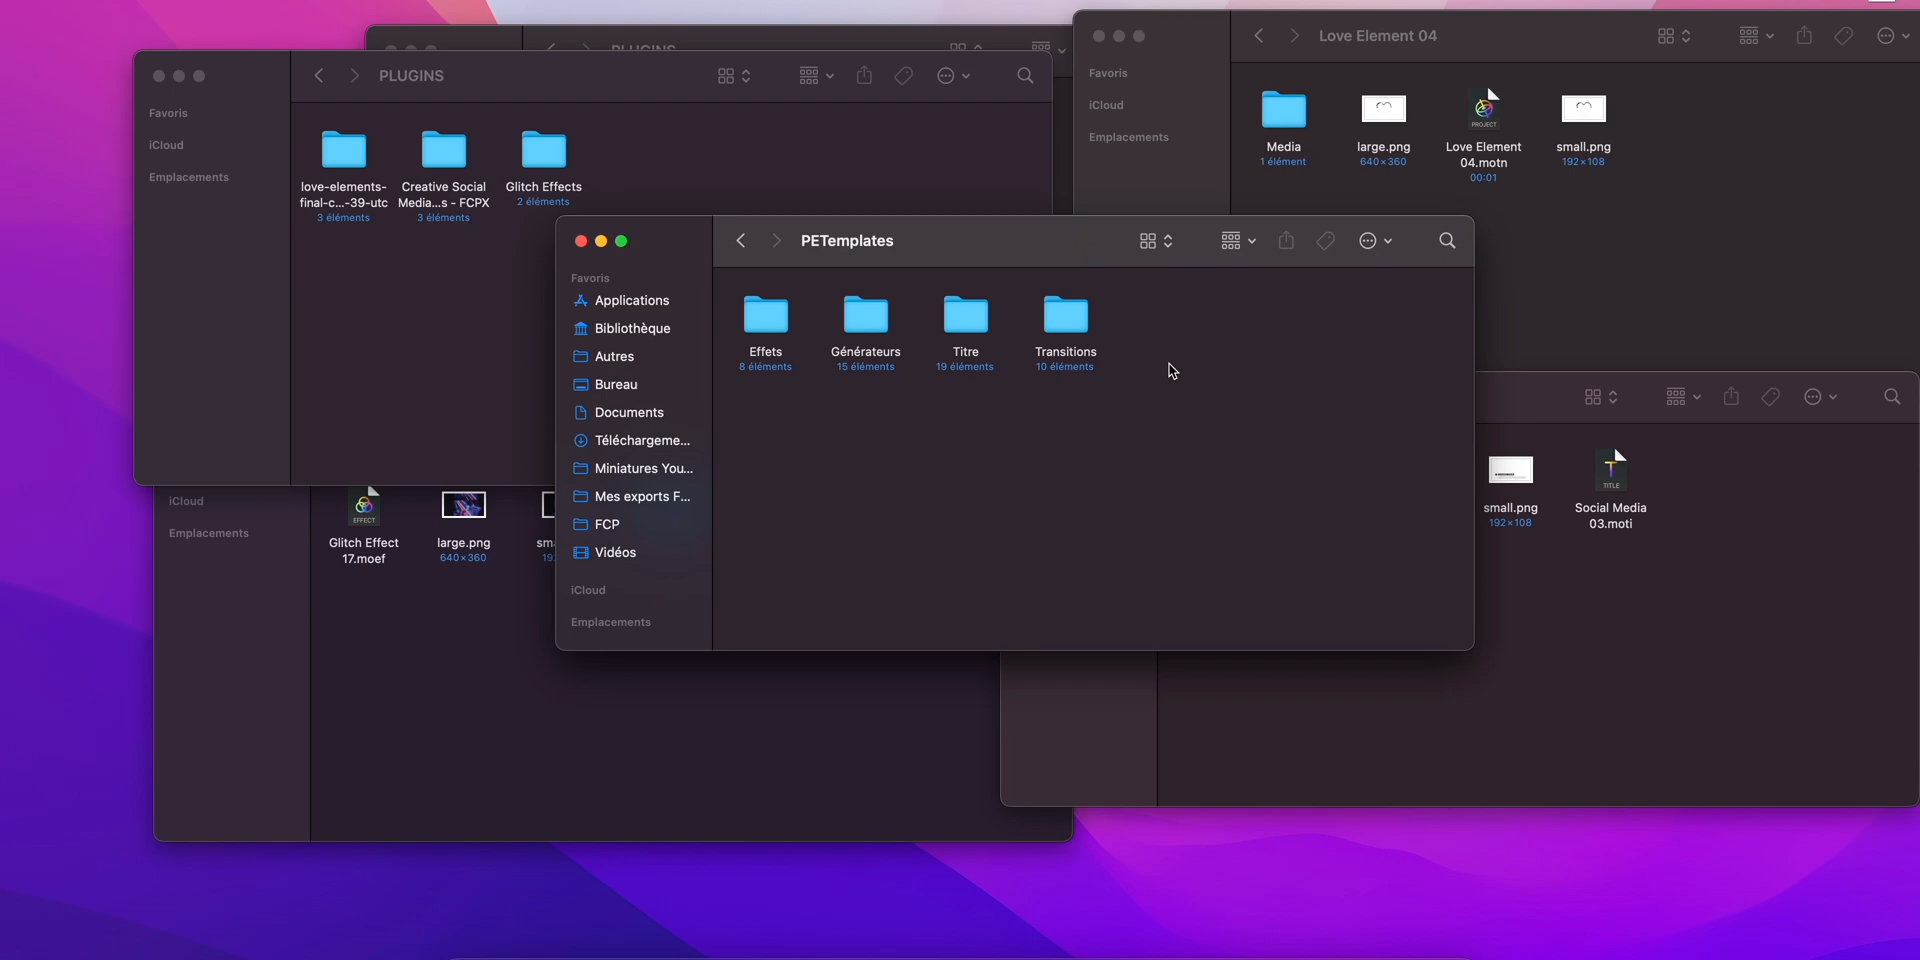 PLUGINS
Love Element 04
PLUGINS
Favoris
iCloud
Emplacements
Favoris
iCloud
Emplacements
love-elements-
final-c...-39-utc
3 éléments
Creative Social
Media...s - FCPX
3 éléments
Glitch Effects
2 éléments
Media
1 élément
large.png
640×360
PROJECT
Love Element
04.motn
00:01
small.png
192×108
PETemplates
Favoris
Applications
Bibliothèque
Autres
Bureau
Documents
Téléchargeme...
Miniatures You...
Mes exports F...
FCP
Vidéos
iCloud
Emplacements
Effets
8 éléments
Générateurs
15 éléments
Titre
19 éléments
Transitions
10 éléments
iCloud
Emplacements
EFFECT
Glitch Effect
17.moef
large.png
640×360
small.png
192×108
TITLE
Social Media
03.moti